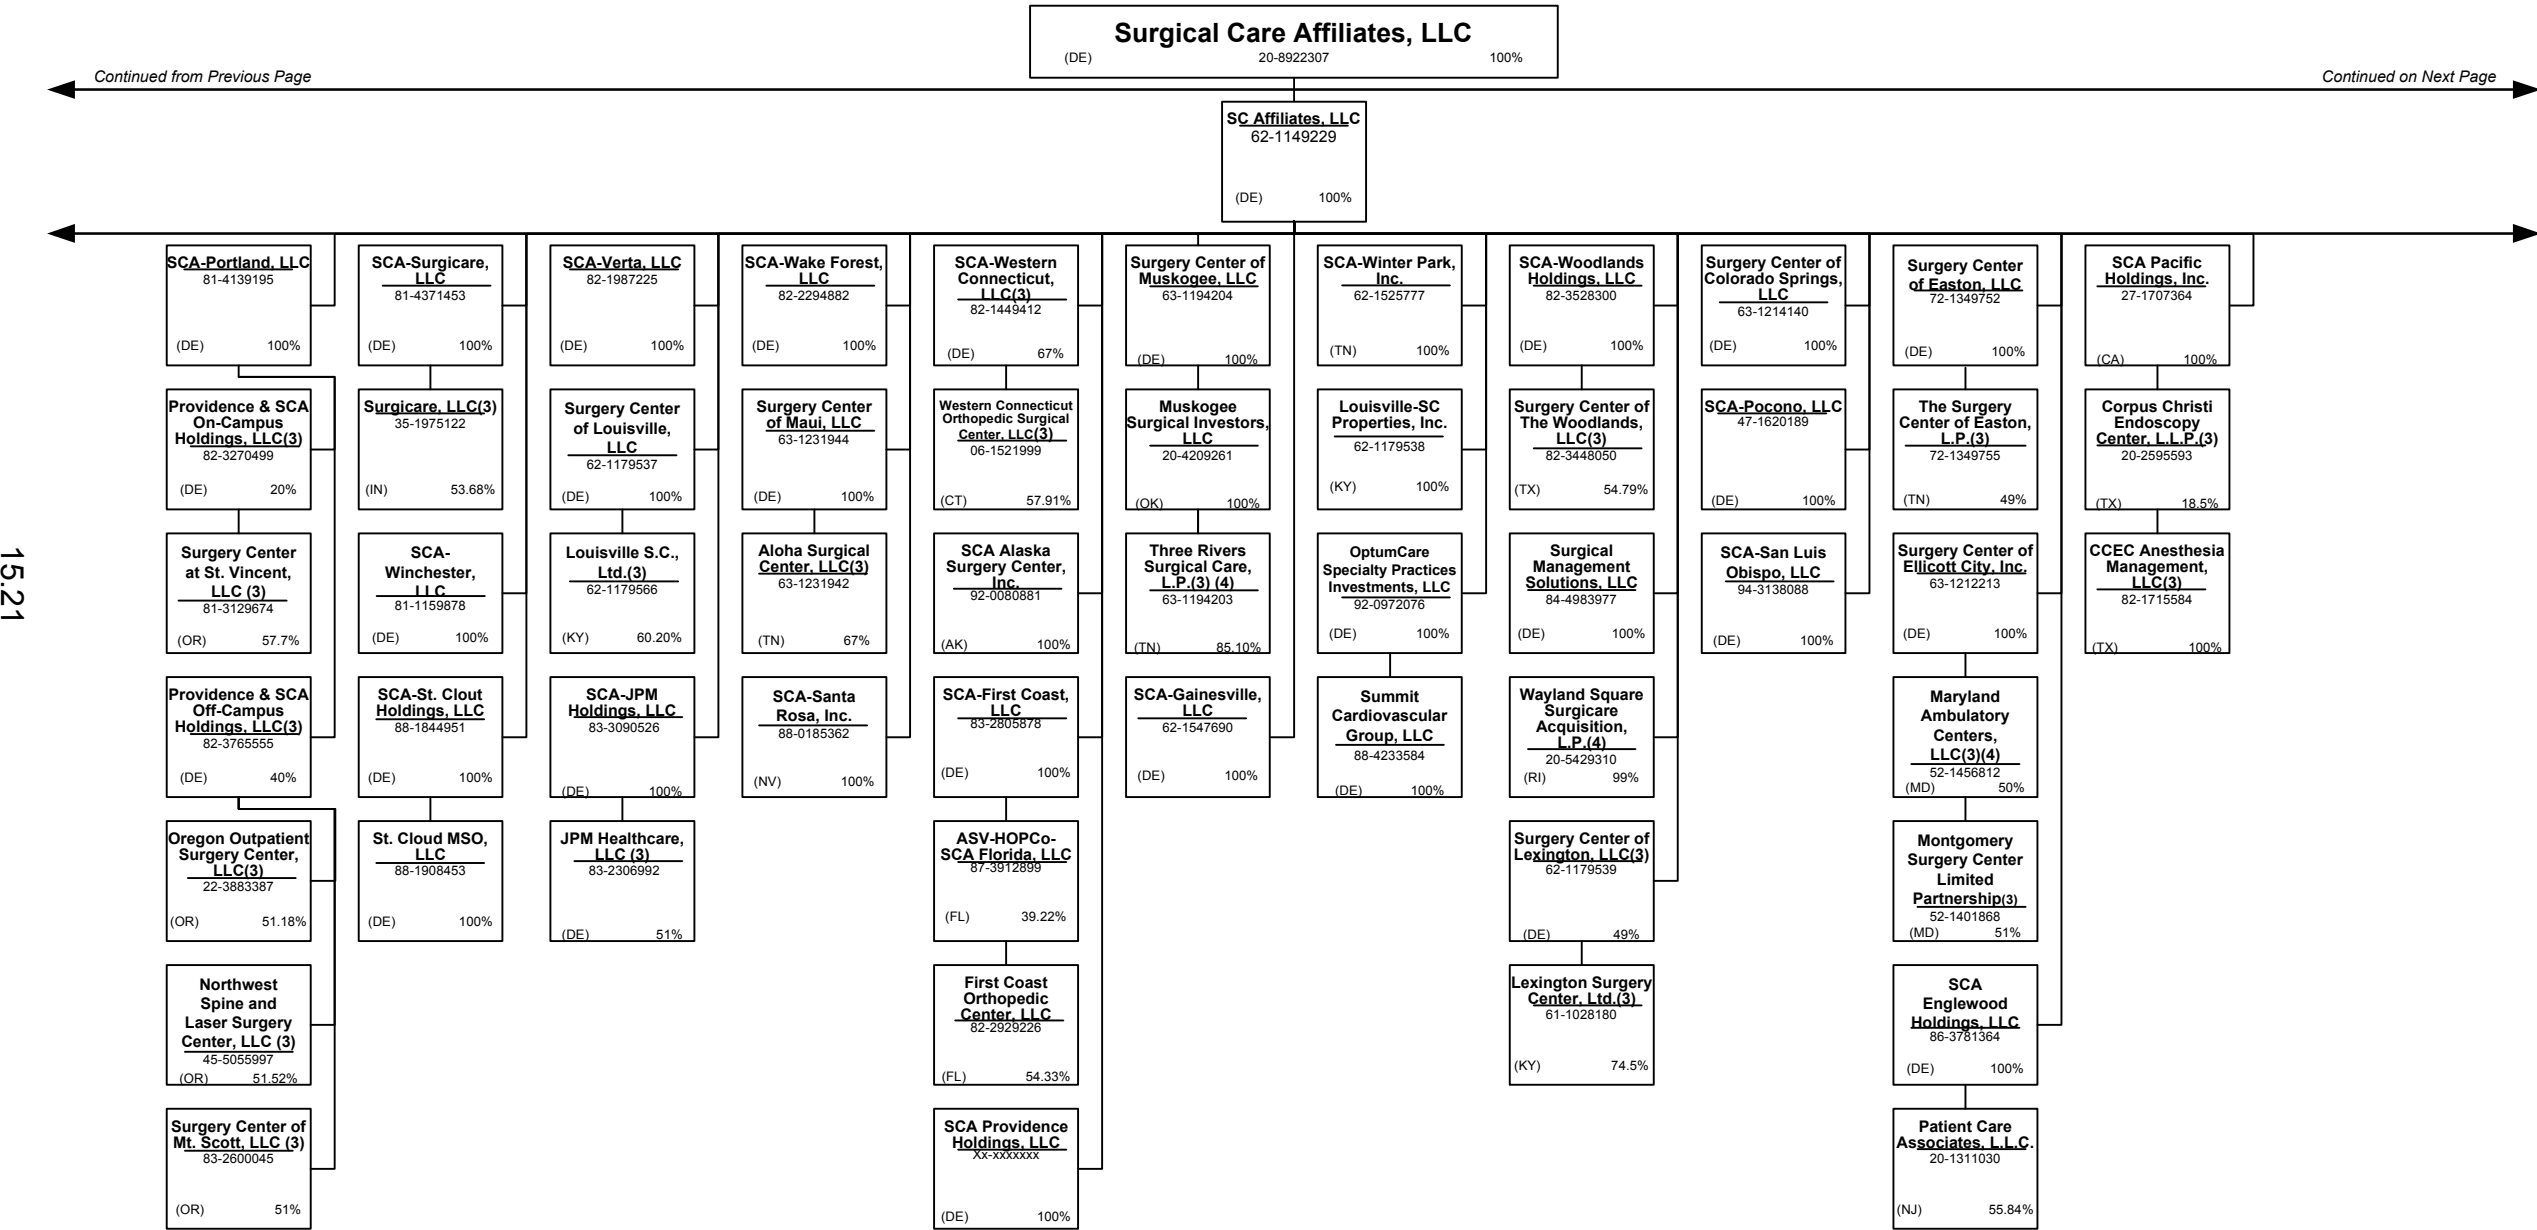 Surgical Care Affiliates, LLC
(DE) 20-8922307 100%
Continued from Previous Page
Continued on Next Page
SC Affiliates, LLC
62-1149229
(DE) 100%
15.21
SCA-Portland, LLC
81-4139195
(DE) 100%
Providence & SCA
On-Campus
Holdings, LLC(3)
82-3270499
(DE) 20%
Surgery Center
at St. Vincent,
LLC (3)
81-3129674
(OR) 57.7%
Providence & SCA
Off-Campus
Holdings, LLC(3)
82-3765555
(DE) 40%
Oregon Outpatient
Surgery Center,
LLC(3)
22-3883387
(OR) 51.18%
Northwest
Spine and
Laser Surgery
Center, LLC (3)
45-5055997
(OR) 51.52%
Surgery Center of
Mt. Scott, LLC (3)
83-2600045
(OR) 51%
SCA-Surgicare,
LLC
81-4371453
(DE) 100%
Surgicare, LLC(3)
35-1975122
(IN) 53.68%
SCA-
Winchester,
LLC
81-1159878
(DE) 100%
SCA-St. Clout
Holdings, LLC
88-1844951
(DE) 100%
St. Cloud MSO,
LLC
88-1908453
(DE) 100%
SCA-Verta, LLC
82-1987225
(DE) 100%
Surgery Center
of Louisville,
LLC
62-1179537
(DE) 100%
Louisville S.C.,
Ltd.(3)
62-1179566
(KY) 60.20%
SCA-JPM
Holdings, LLC
83-3090526
(DE) 100%
JPM Healthcare,
LLC (3)
83-2306992
(DE) 51%
SCA-Wake Forest,
LLC
82-2294882
(DE) 100%
Surgery Center
of Maui, LLC
63-1231944
(DE) 100%
Aloha Surgical
Center, LLC(3)
63-1231942
(TN) 67%
SCA-Santa
Rosa, Inc.
88-0185362
(NV) 100%
SCA-Western
Connecticut,
LLC(3)
82-1449412
(DE) 67%
Western Connecticut
Orthopedic Surgical
Center, LLC(3)
06-1521999
(CT) 57.91%
SCA Alaska
Surgery Center,
Inc.
92-0080881
(AK) 100%
SCA-First Coast,
LLC
83-2805878
(DE) 100%
ASV-HOPCo-
SCA Florida, LLC
87-3912899
(FL) 39.22%
First Coast
Orthopedic
Center, LLC
82-2929226
(FL) 54.33%
SCA Providence
Holdings, LLC
Xx-xxxxxxx
(DE) 100%
Surgery Center of
Muskogee, LLC
63-1194204
(DE) 100%
Muskogee
Surgical Investors,
LLC
20-4209261
(OK) 100%
Three Rivers
Surgical Care,
L.P.(3) (4)
63-1194203
(TN) 85.10%
SCA-Gainesville,
LLC
62-1547690
(DE) 100%
SCA-Winter Park,
Inc.
62-1525777
(TN) 100%
Louisville-SC
Properties, Inc.
62-1179538
(KY) 100%
OptumCare
Specialty Practices
Investments, LLC
92-0972076
(DE) 100%
Summit
Cardiovascular
Group, LLC
88-4233584
(DE) 100%
SCA-Woodlands
Holdings, LLC
82-3528300
(DE) 100%
Surgery Center of
The Woodlands,
LLC(3)
82-3448050
(TX) 54.79%
Surgical
Management
Solutions, LLC
84-4983977
(DE) 100%
Wayland Square
Surgicare
Acquisition,
L.P.(4)
20-5429310
(RI) 99%
Surgery Center of
Lexington, LLC(3)
62-1179539
(DE) 49%
Lexington Surgery
Center, Ltd.(3)
61-1028180
(KY) 74.5%
Surgery Center of
Colorado Springs,
LLC
63-1214140
(DE) 100%
SCA-Pocono, LLC
47-1620189
(DE) 100%
SCA-San Luis
Obispo, LLC
94-3138088
(DE) 100%
Surgery Center
of Easton, LLC
72-1349752
(DE) 100%
The Surgery
Center of Easton,
L.P.(3)
72-1349755
(TN) 49%
Surgery Center of
Ellicott City, Inc.
63-1212213
(DE) 100%
Maryland
Ambulatory
Centers,
LLC(3)(4)
52-1456812
(MD) 50%
Montgomery
Surgery Center
Limited
Partnership(3)
52-1401868
(MD) 51%
SCA
Englewood
Holdings, LLC
86-3781364
(DE) 100%
Patient Care
Associates, L.L.C.
20-1311030
(NJ) 55.84%
SCA Pacific
Holdings, Inc.
27-1707364
(CA) 100%
Corpus Christi
Endoscopy
Center, L.L.P.(3)
20-2595593
(TX) 18.5%
CCEC Anesthesia
Management,
LLC(3)
82-1715584
(TX) 100%